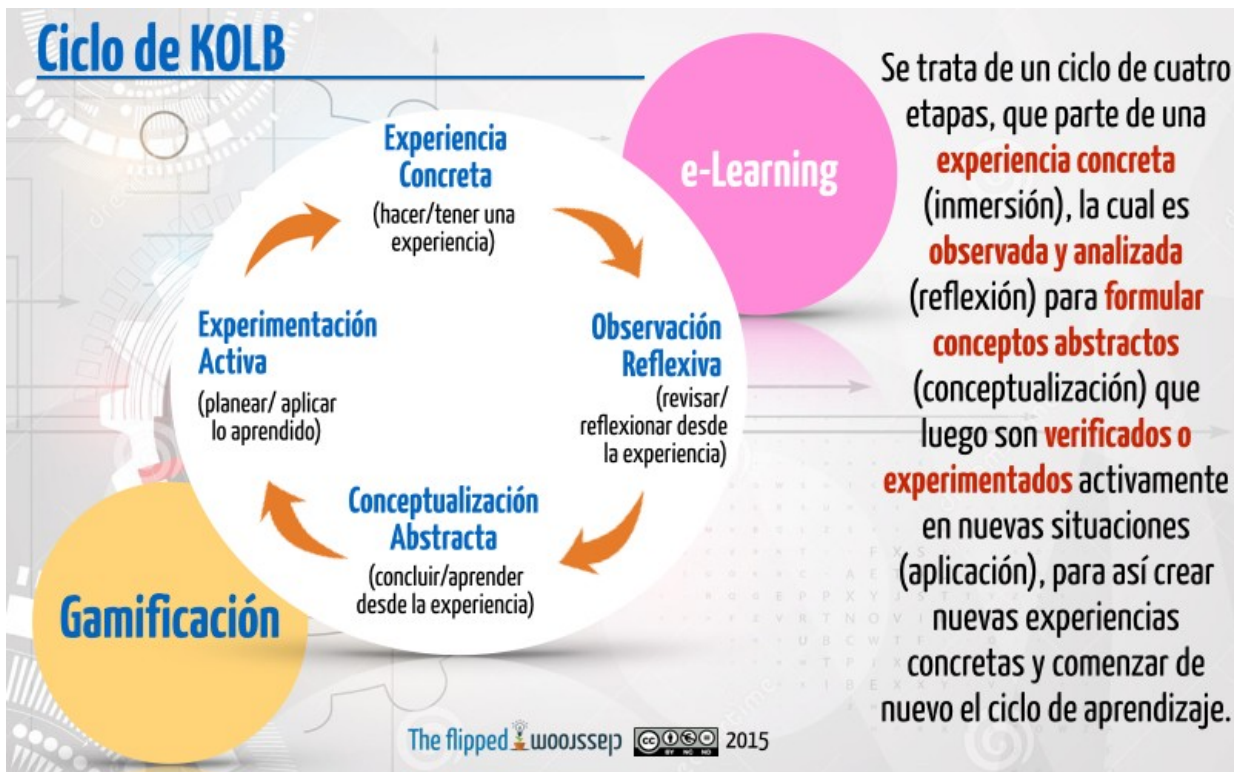 Ciclo de KOLB
Experiencia
Concreta
(hacer/tener una
experiencia)
e-Learning
Experimentación
Activa
(planear/ aplicar
lo aprendido)
Observación
Reflexiva
(revisar/
reflexionar desde
la experiencia)
Conceptualización
Abstracta
(concluir/aprender
desde la experiencia)
Gamificación
Se trata de un ciclo de cuatro
etapas, que parte de una
experiencia concreta
(inmersión), la cual es
observada y analizada
(reflexión) para formular
conceptos abstractos
(conceptualización) que
luego son verificados o
experimentados activamente
en nuevas situaciones
(aplicación), para así crear
nuevas experiencias
concretas y comenzar de
nuevo el ciclo de aprendizaje.
The flipped classroom cc BY NC ND 2015